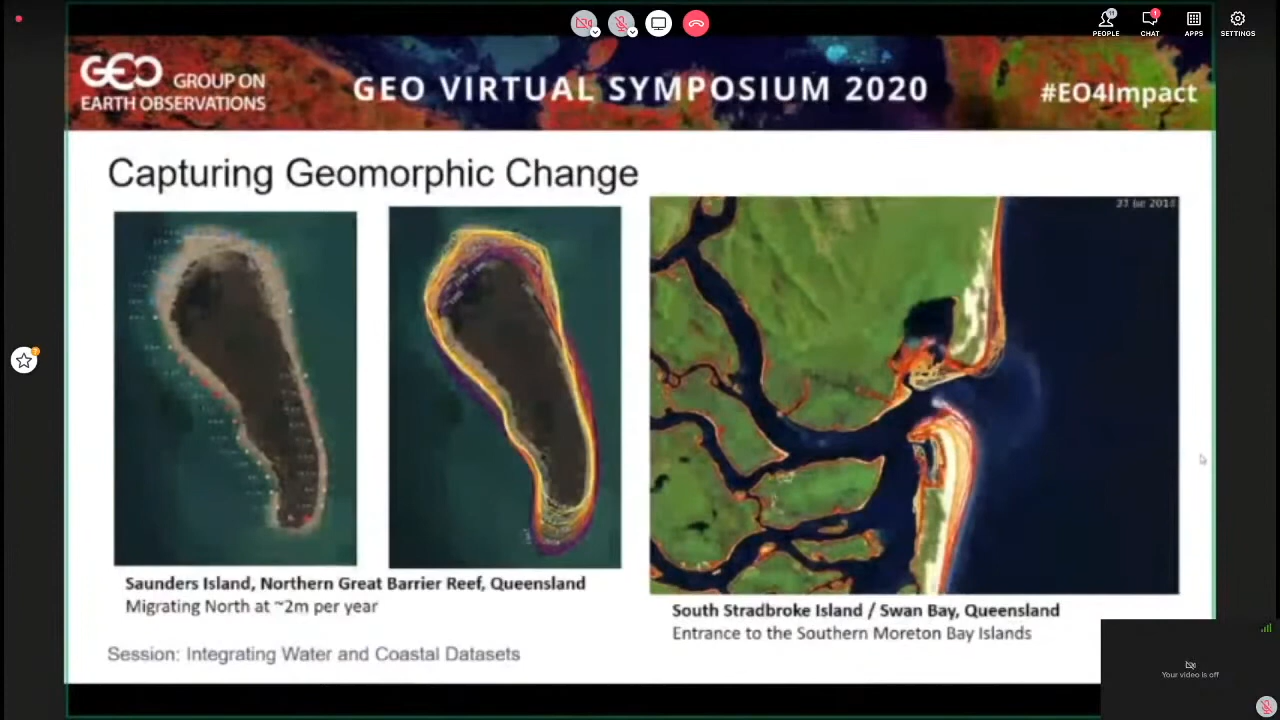 PEOPLE
CHAT
APPS
SETTINGS
GEO GROUP ON
EARTH OBSERVATIONS
GEO VIRTUAL SYMPOSIUM 2020
#EO4Impact
Capturing Geomorphic Change
Saunders Island, Northern Great Barrier Reef, Queensland
Migrating North at ~2m per year
South Stradbroke Island / Swan Bay, Queensland
Entrance to the Southern Moreton Bay Islands
Session: Integrating Water and Coastal Datasets
Your video is off